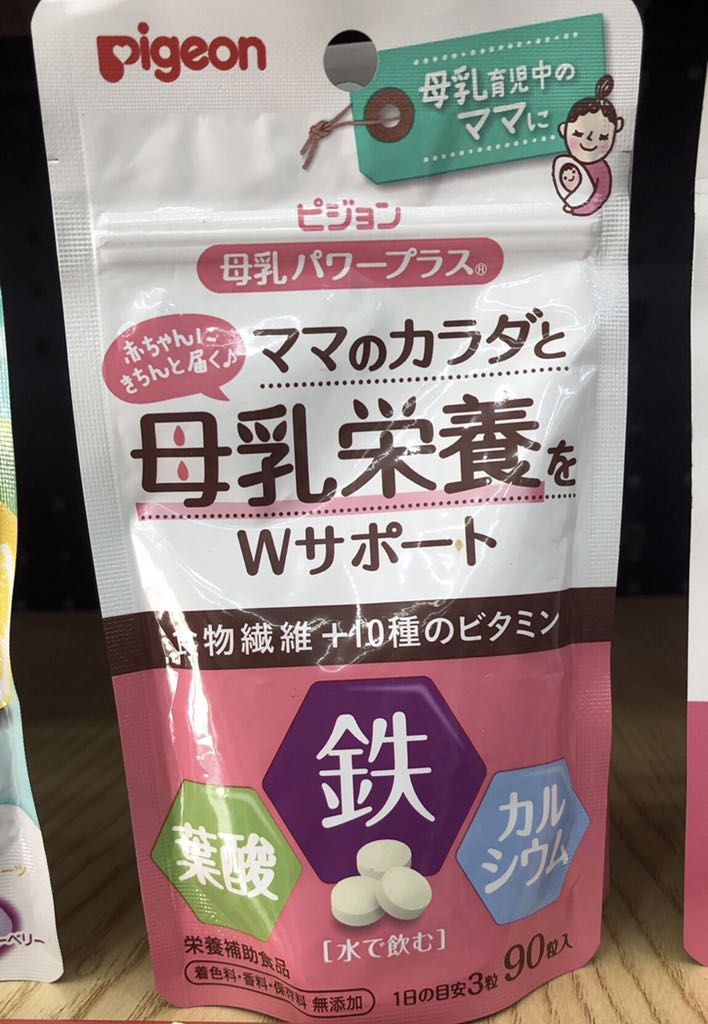 Pigeon
母乳育児中の
ママに
ピジョン
母乳パワープラス®
赤ちゃんに
きちんと届く♪
ママのカラダと
母乳栄養を
Wサポート
食物繊維+10種のビタミン
鉄
葉酸
カル
シウム
[水で飲む]
栄養補助食品
着色料・香料・保存料 無添加
1日の目安3粒 90粒入
ーベリー